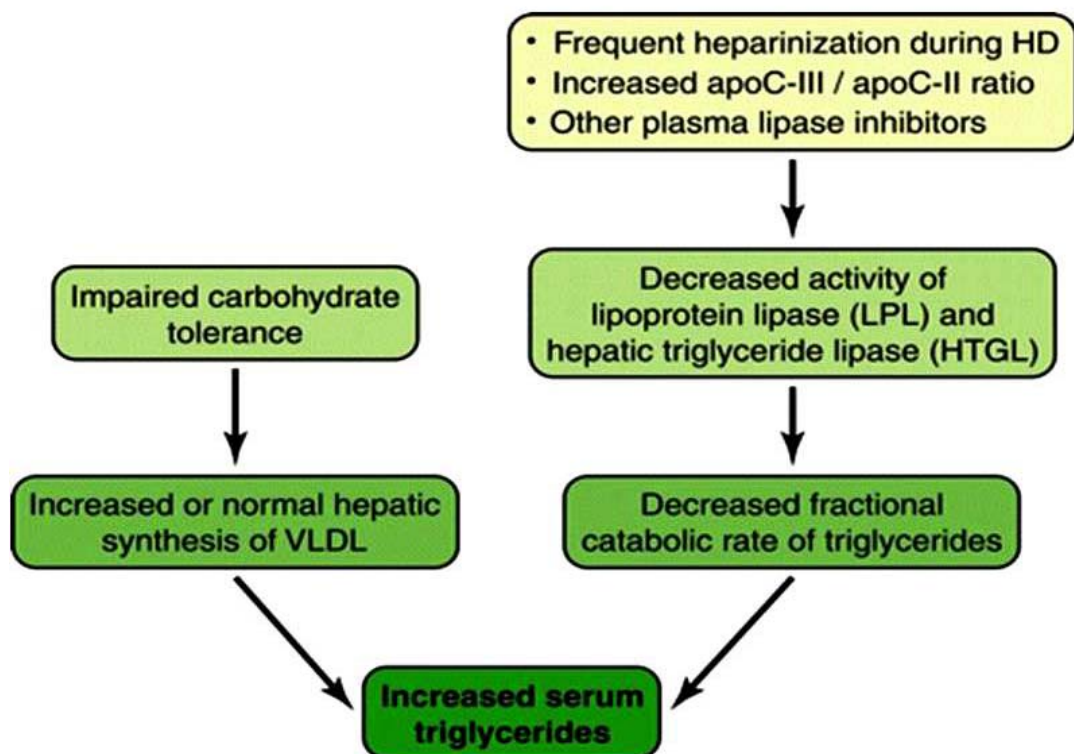 • Frequent heparinization during HD
• Increased apoC-III / apoC-II ratio
• Other plasma lipase inhibitors
Impaired carbohydrate
tolerance
Decreased activity of
lipoprotein lipase (LPL) and
hepatic triglyceride lipase (HTGL)
Increased or normal hepatic
synthesis of VLDL
Decreased fractional
catabolic rate of triglycerides
Increased serum
triglycerides